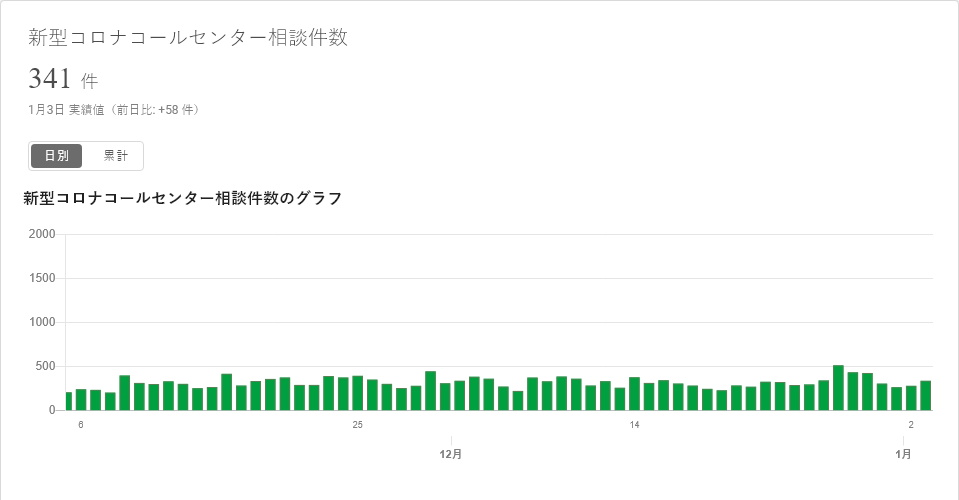 新型コロナコールセンター相談件数
341 件
1月3日 実績値（前日比: +58 件）
日別 累計
新型コロナコールセンター相談件数のグラフ
2000
1500
1000
500
0
6 25 14 2
12月 1月